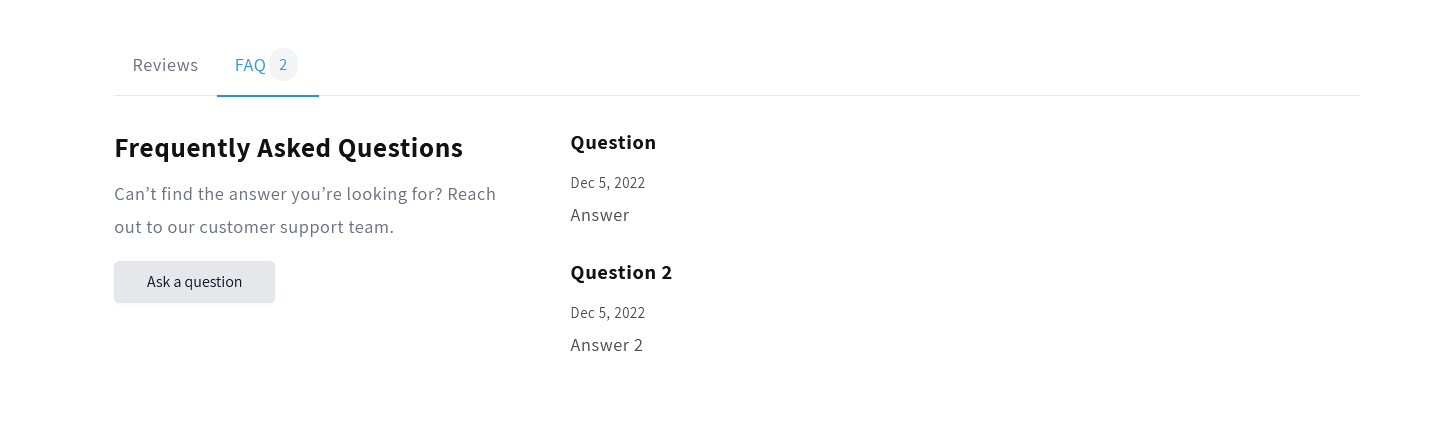 Reviews FAQ 2
Frequently Asked Questions
Can’t find the answer you’re looking for? Reach
out to our customer support team.
Ask a question
Question
Dec 5, 2022
Answer
Question 2
Dec 5, 2022
Answer 2